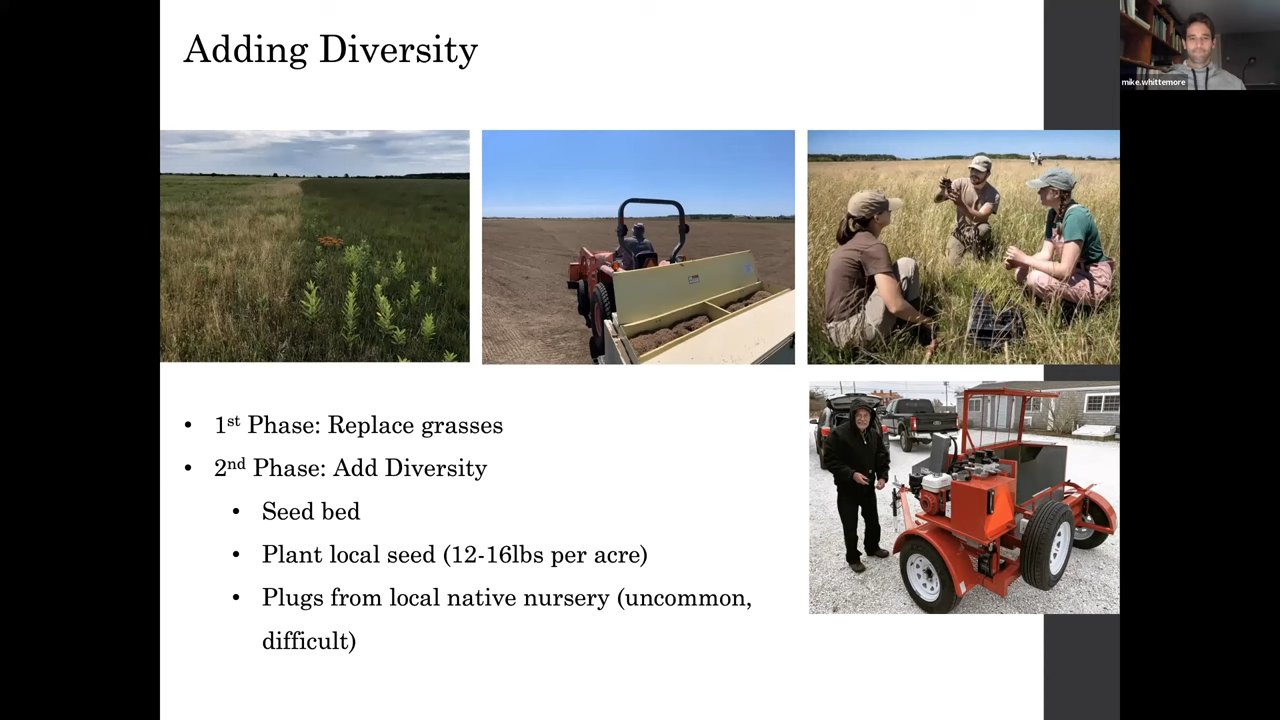 Adding Diversity
mike.whittemore
• 1st Phase: Replace grasses
• 2nd Phase: Add Diversity
• Seed bed
• Plant local seed (12-16lbs per acre)
• Plugs from local native nursery (uncommon,
difficult)